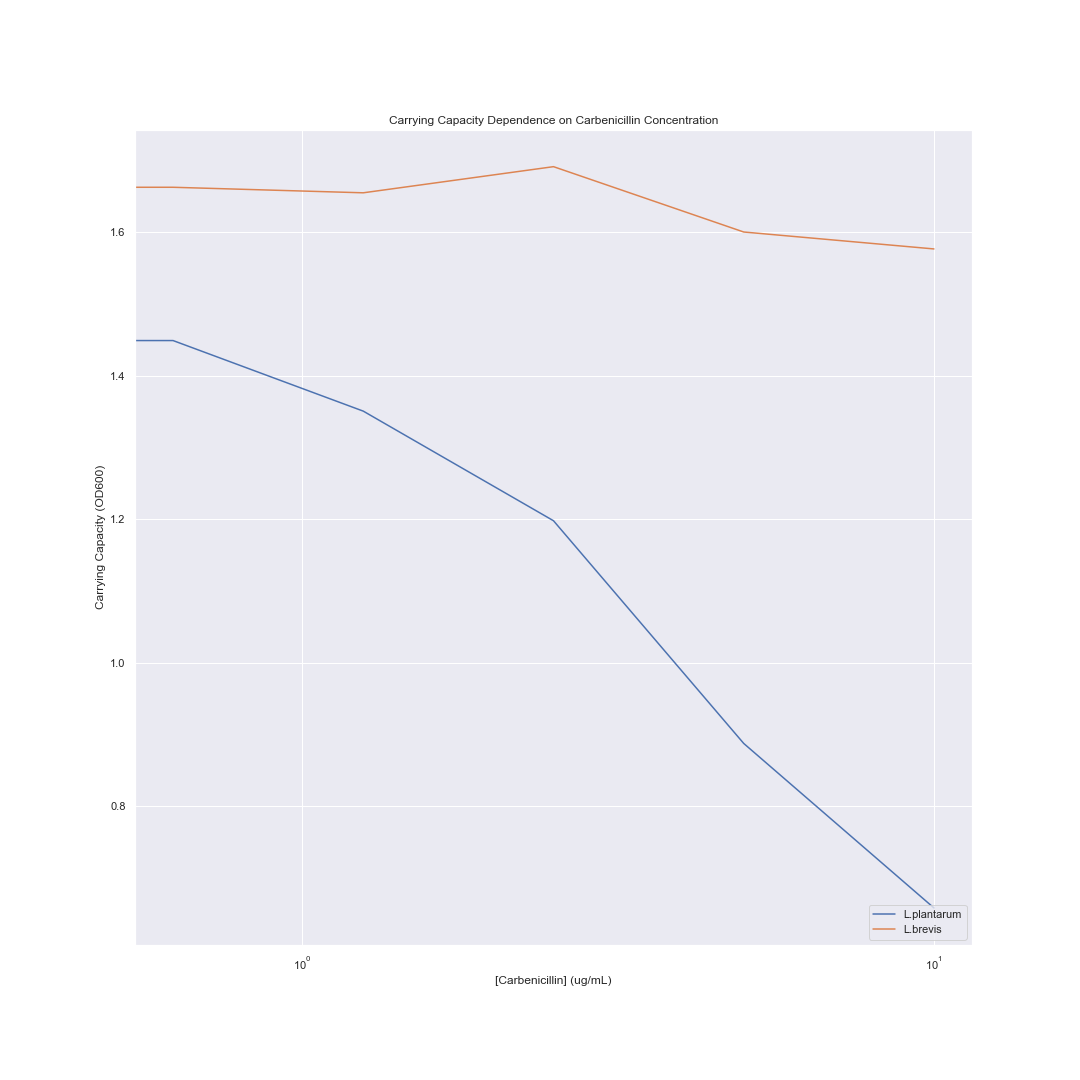 Carrying Capacity Dependence on Carbenicillin Concentration
Carrying Capacity (OD600)
1.6
1.4
1.2
1.0
0.8
10⁰
10¹
[Carbenicillin] (ug/mL)
L.plantarum
L.brevis